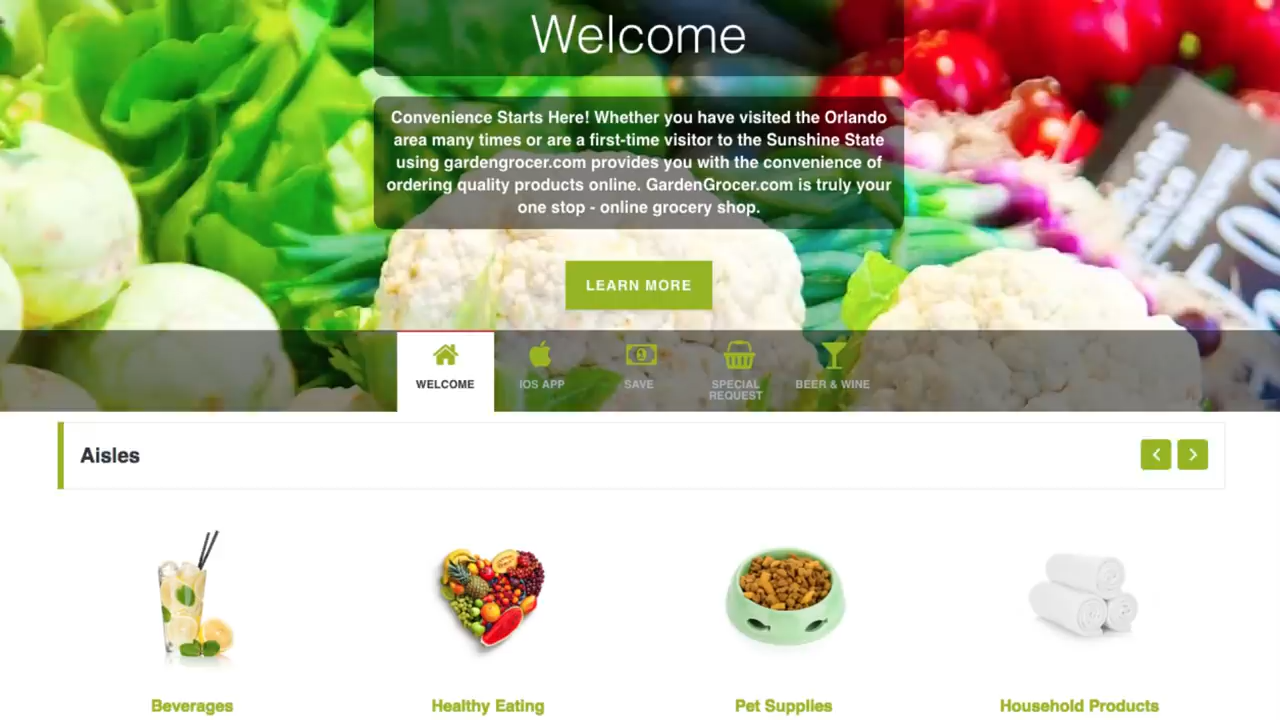 Welcome
Convenience Starts Here! Whether you have visited the Orlando
area many times or are a first-time visitor to the Sunshine State
using gardengrocer.com provides you with the convenience of
ordering quality products online. GardenGrocer.com is truly your
one stop - online grocery shop.
LEARN MORE
WELCOME
IOS APP
SAVE
SPECIAL
REQUEST
BEER & WINE
Aisles
Beverages
Healthy Eating
Pet Supplies
Household Products